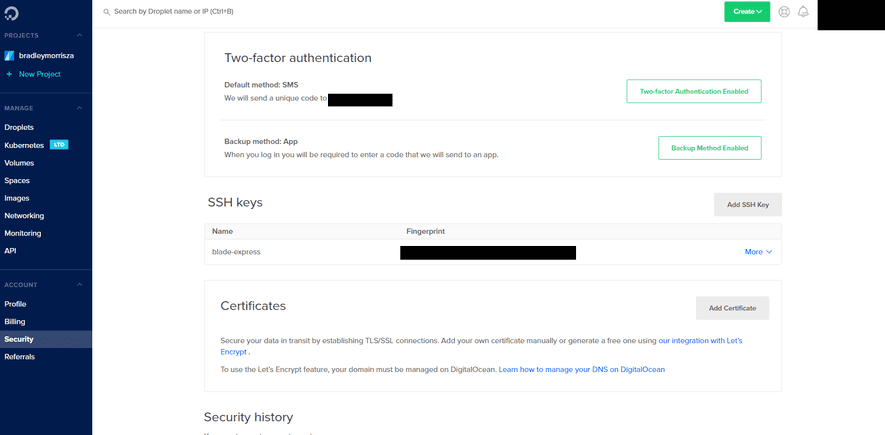 Search by Droplet name or IP (Ctrl+B)
Create
PROJECTS
bradleymorrisza
+ New Project
MANAGE
Droplets
Kubernetes LTD
Volumes
Spaces
Images
Networking
Monitoring
API
ACCOUNT
Profile
Billing
Security
Referrals
Two-factor authentication
Default method: SMS
We will send a unique code to
Two-factor Authentication Enabled
Backup method: App
When you log in you will be required to enter a code that we will send to an app.
Backup Method Enabled
SSH keys
Add SSH Key
Name Fingerprint
blade-express
More
Certificates
Add Certificate
Secure your data in transit by establishing TLS/SSL connections. Add your own certificate manually or generate a free one using our integration with Let's
Encrypt .
To use the Let's Encrypt feature, your domain must be managed on DigitalOcean. Learn how to manage your DNS on DigitalOcean
Security history